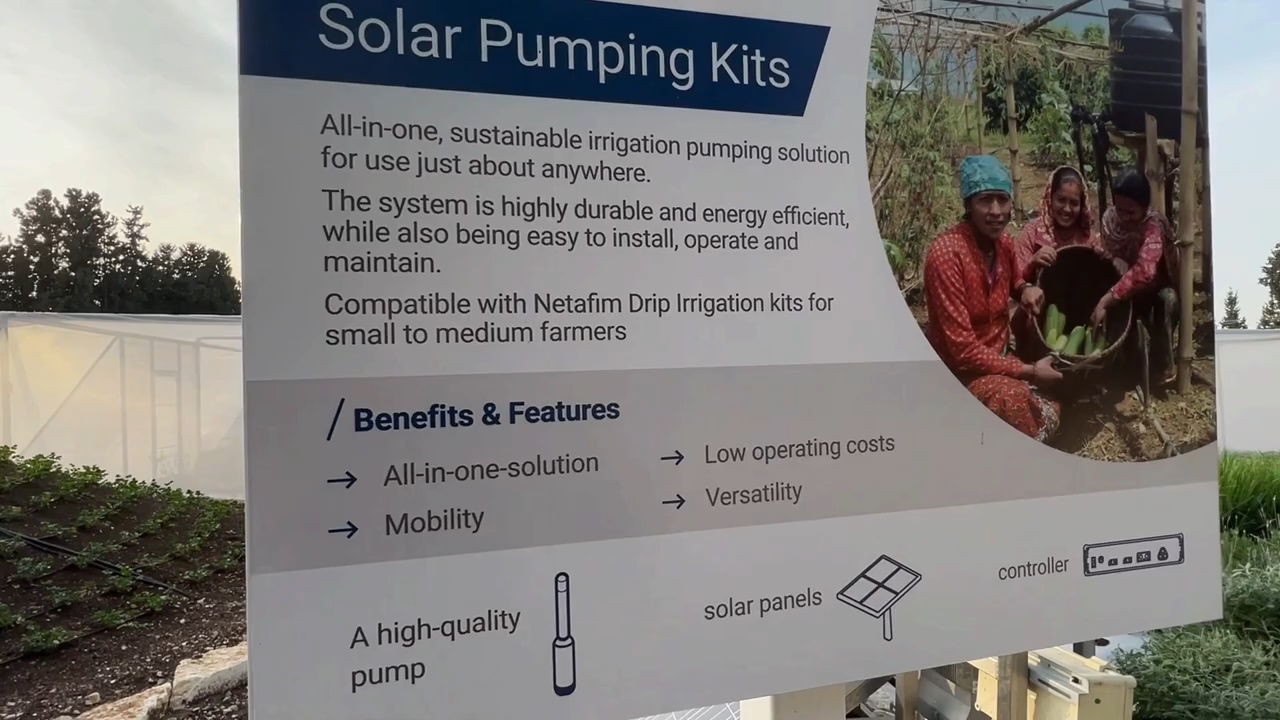 Solar Pumping Kits
All-in-one, sustainable irrigation pumping solution
for use just about anywhere.
The system is highly durable and energy efficient,
while also being easy to install, operate and
maintain.
Compatible with Netafim Drip Irrigation kits for
small to medium farmers
/ Benefits & Features
→ All-in-one-solution
→ Mobility
→ Low operating costs
→ Versatility
A high-quality
pump
solar panels
controller